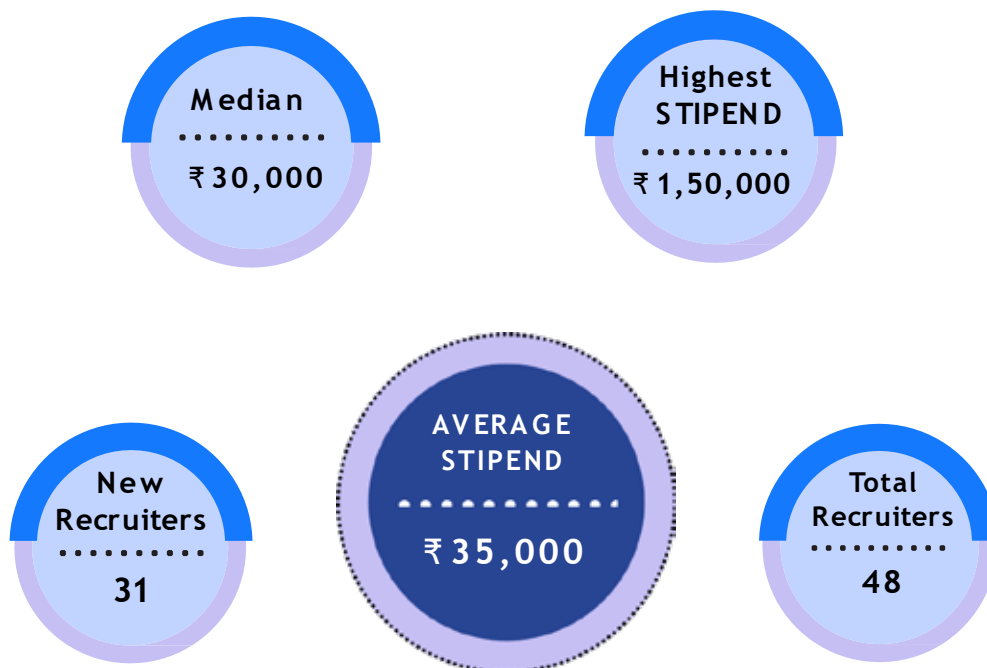 Median
₹ 30,000
Highest
STIPEND
₹ 1,50,000
New
Recruiters
31
AVERAGE
STIPEND
₹ 35,000
Total
Recruiters
48